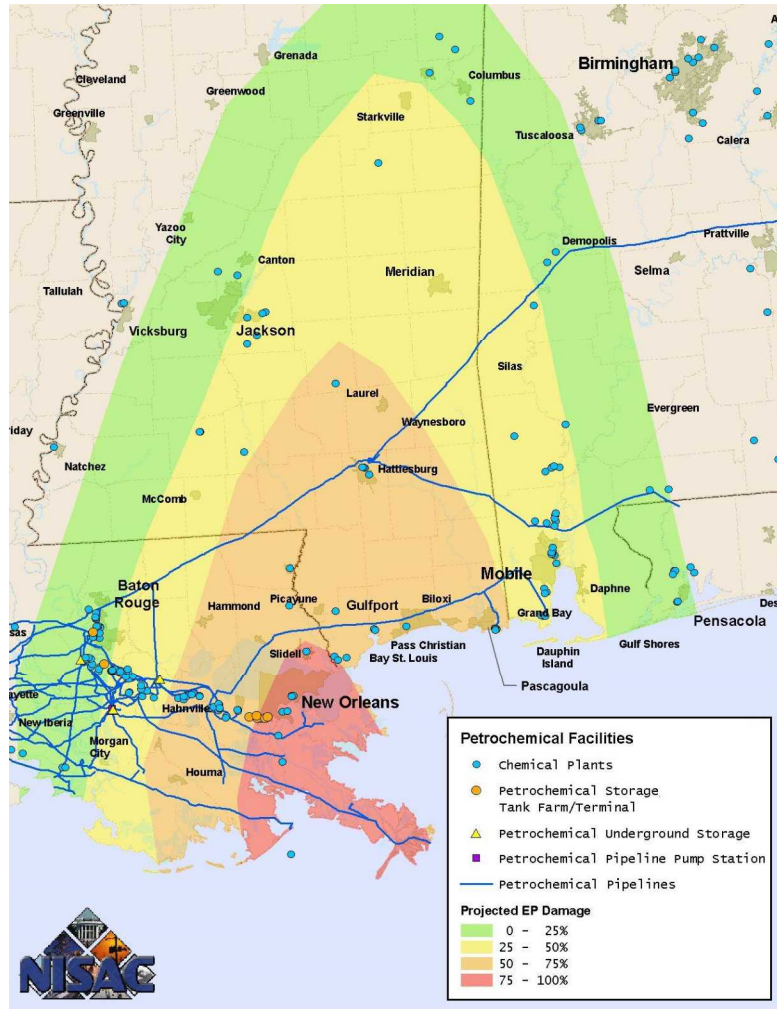 Grenada
Birmingham
Cleveland
Columbus
Greenwood
Greenville
Starkville
Tuscaloosa
Calera
Yazoo
City
Demopolis
Prattville
Canton
Selma
Meridian
Tallulah
Vicksburg
Jackson
Silas
Laurel
Evergreen
Waynesboro
riday
Natchez
Hattiesburg
McComb
Baton
Rouge
Mobile
Daphne
Hammond
Picayune
Gulfport
Biloxi
Pensacola
Des
Grand Bay
sas
Pass Christian
Gulf Shores
Slidell
Bay St. Louis
Dauphin
Island
Pascagoula
ayette
New Orleans
New Iberia
Hahnville
Morgan
City
Houma
Petrochemical Facilities
Chemical Plants
Petrochemical Storage
Tank Farm/Terminal
Petrochemical Underground Storage
Petrochemical Pipeline Pump Station
Petrochemical Pipelines
Projected EP Damage
0 - 25%
25 - 50%
50 - 75%
75 - 100%
NISAC